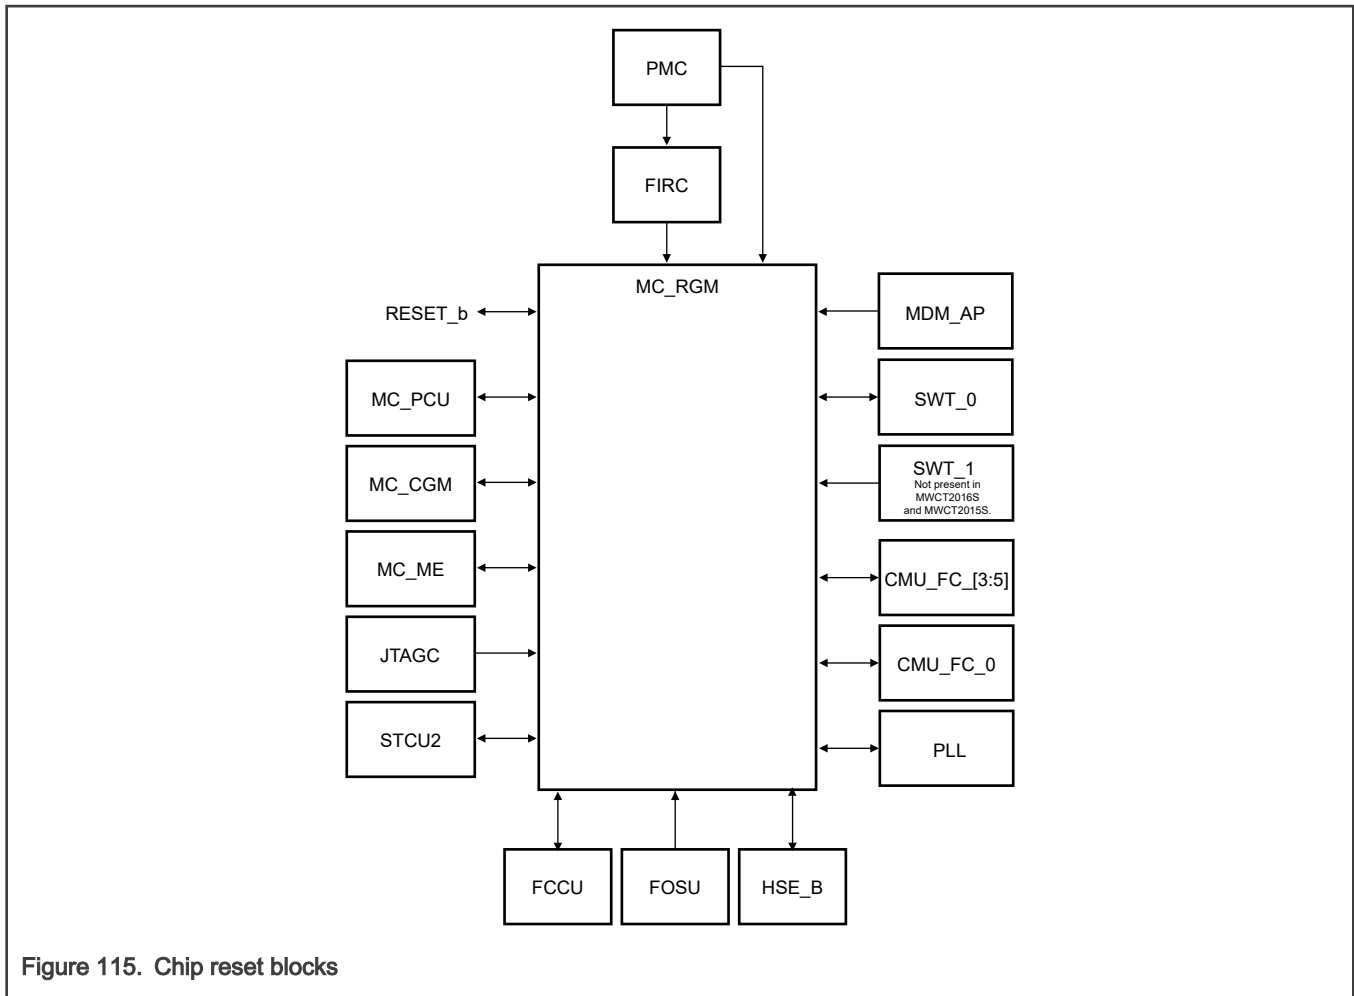 PMC
FIRC
MC_RGM
RESET_b
MDM_AP
MC_PCU
SWT_0
MC_CGM
SWT_1
Not present in
MWCT2016S
and MWCT2015S.
MC_ME
CMU_FC_[3:5]
JTAGC
CMU_FC_0
STCU2
PLL
FCCU
FOSU
HSE_B
Figure 115. Chip reset blocks